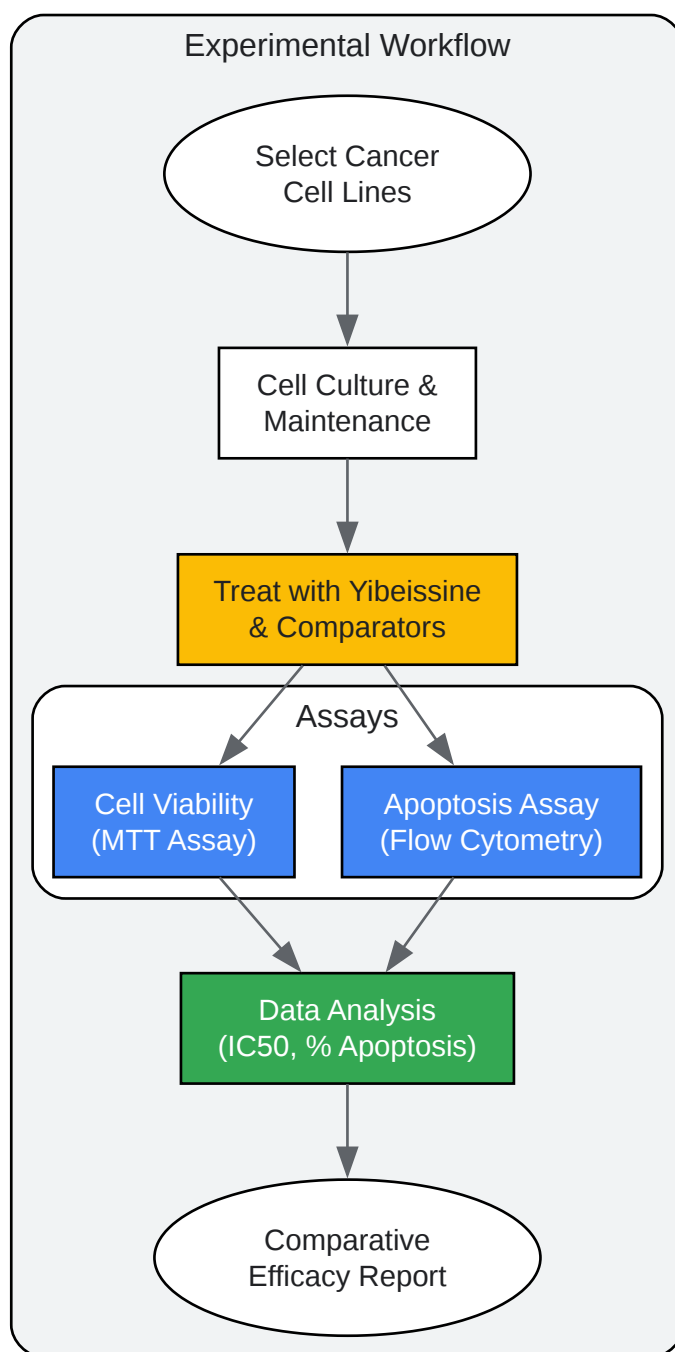 Experimental Workflow
Select Cancer
Cell Lines
Cell Culture &
Maintenance
Treat with Yibeissine
& Comparators
Assays
Cell Viability
(MTT Assay)
Apoptosis Assay
(Flow Cytometry)
Data Analysis
(IC50, % Apoptosis)
Comparative
Efficacy Report